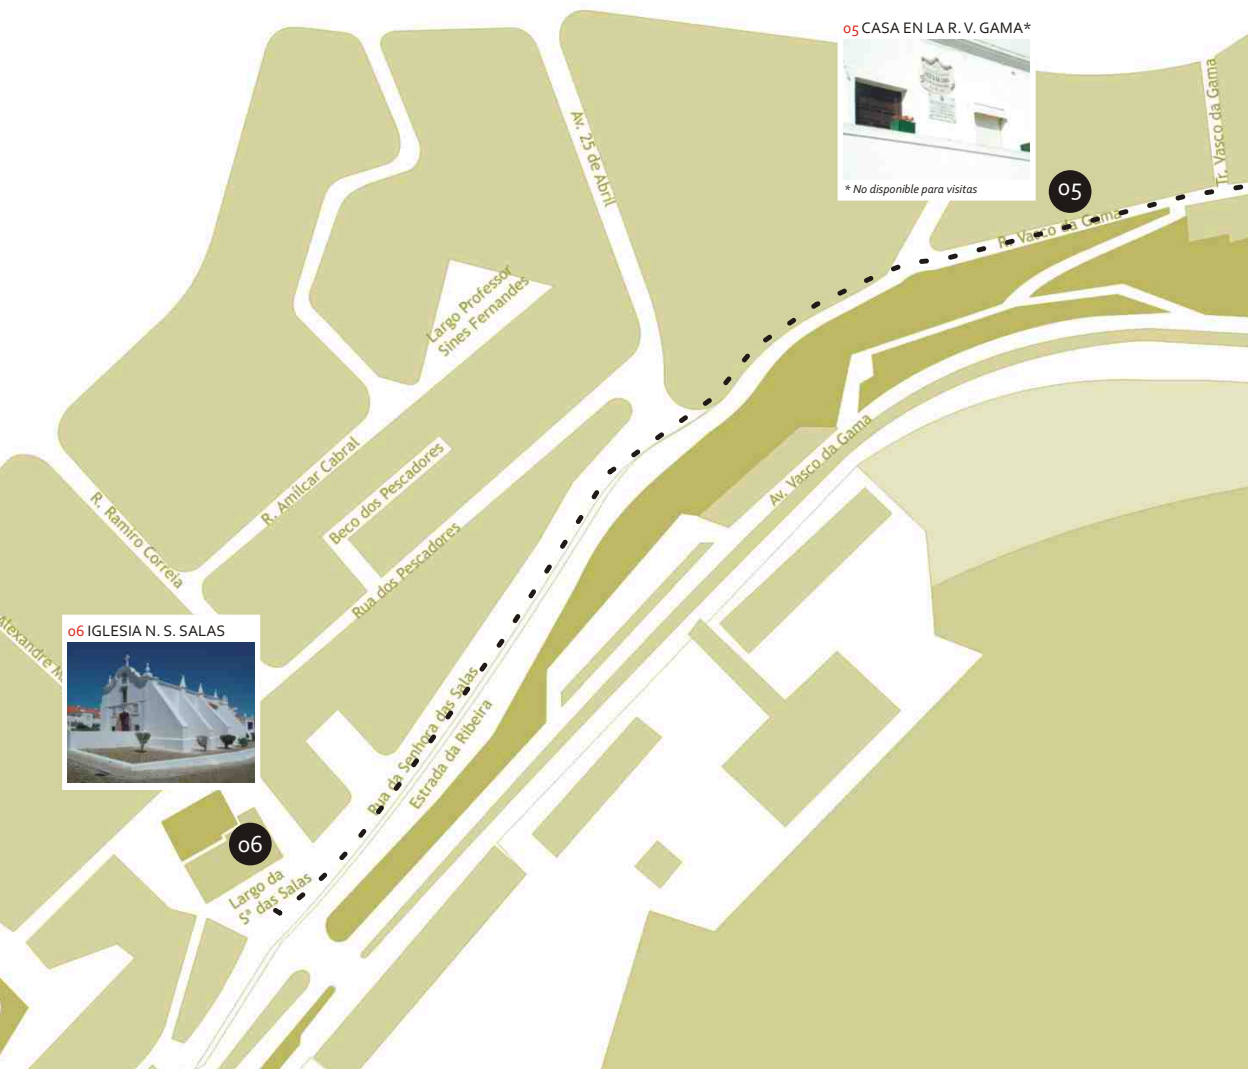 05 CASA EN LA R. V. GAMA*
* No disponible para visitas
05
Tr. Vasco da Gama
R. Vasco da Gama
Av. 25 de Abril
Largo Professor
Sines Fernandes
Av. Vasco da Gama
R. Amílcar Cabral
Beco dos Pescadores
Rua dos Pescadores
R. Ramiro Correia
Alexandre
06 IGLESIA N. S. SALAS
Rua da Senhora das Salas
Estrada da Ribeira
06
Largo da
Sª das Salas